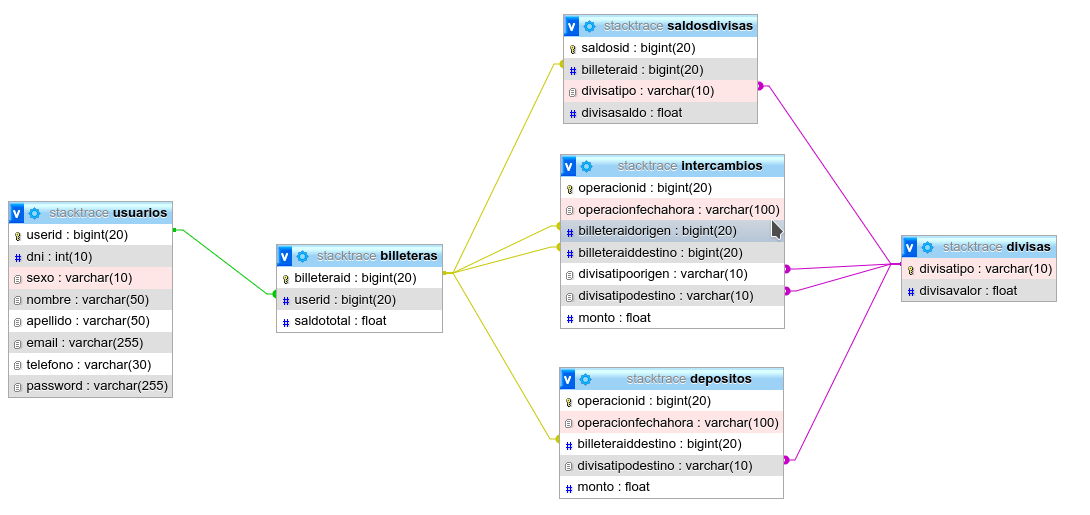 stacktrace usuarios
userid : bigint(20)
dni : int(10)
sexo : varchar(10)
nombre : varchar(50)
apellido : varchar(50)
email : varchar(255)
telefono : varchar(30)
password : varchar(255)
stacktrace billeteras
billeteraid : bigint(20)
userid : bigint(20)
saldototal : float
stacktrace saldosdivisas
saldosid : bigint(20)
billeteraid : bigint(20)
divisatipo : varchar(10)
divisasaldo : float
stacktrace intercambios
operacionid : bigint(20)
operacionfechahora : varchar(100)
billeteraidorigen : bigint(20)
billeteraiddestino : bigint(20)
divisatipoorigen : varchar(10)
divisatipodestino : varchar(10)
monto : float
stacktrace depositos
operacionid : bigint(20)
operacionfechahora : varchar(100)
billeteraiddestino : bigint(20)
divisatipodestino : varchar(10)
monto : float
stacktrace divisas
divisatipo : varchar(10)
divisavalor : float